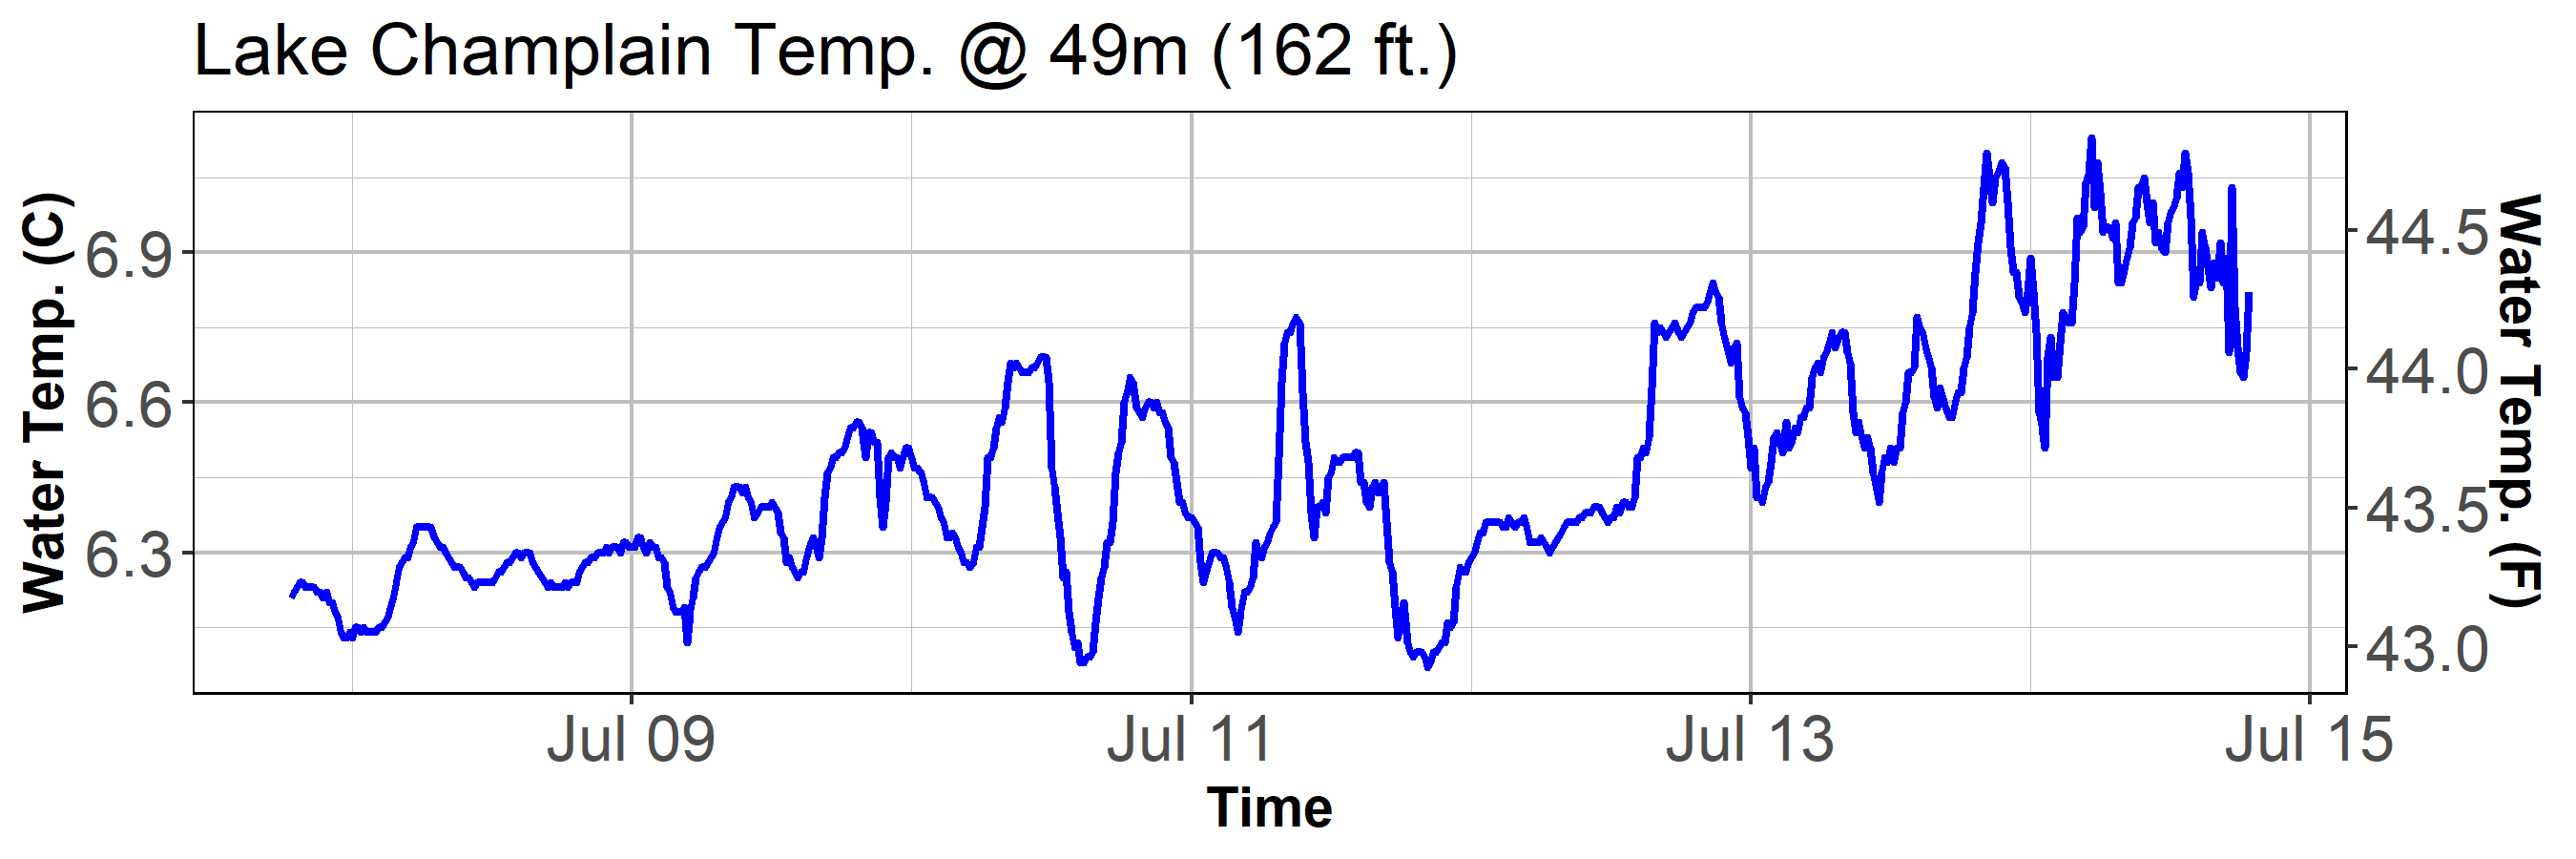 Lake Champlain Temp. @ 49m (162 ft.)
Water Temp. (C)
6.9
6.6
6.3
44.5
44.0
43.5
43.0
Water Temp. (F)
Jul 09 Jul 11 Jul 13 Jul 15
Time